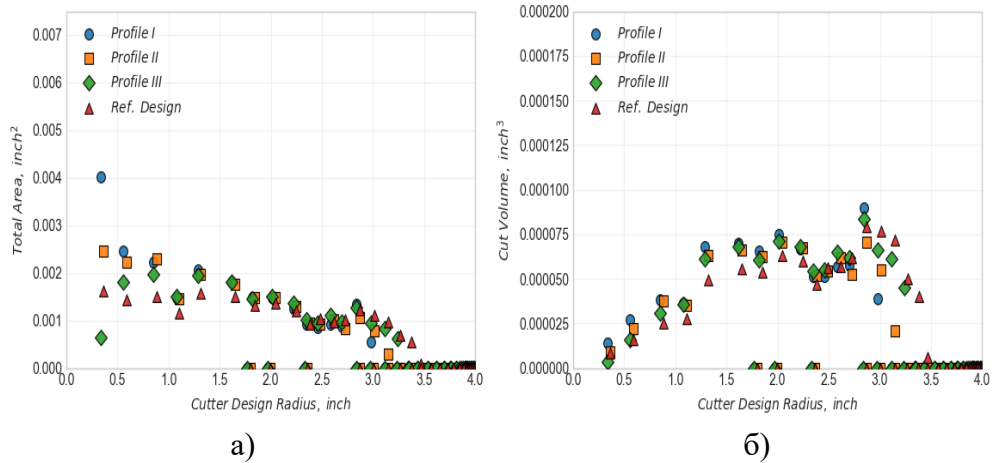 0.007
0.006
0.005
0.004
0.003
0.002
0.001
0.000
Total Area, inch²
Profile I
Profile II
Profile III
Ref. Design
0.0 0.5 1.0 1.5 2.0 2.5 3.0 3.5 4.0
Cutter Design Radius, inch
а)
0.000200
0.000175
0.000150
0.000125
0.000100
0.000075
0.000050
0.000025
0.000000
Cut Volume, inch³
Profile I
Profile II
Profile III
Ref. Design
0.0 0.5 1.0 1.5 2.0 2.5 3.0 3.5 4.0
Cutter Design Radius, inch
б)